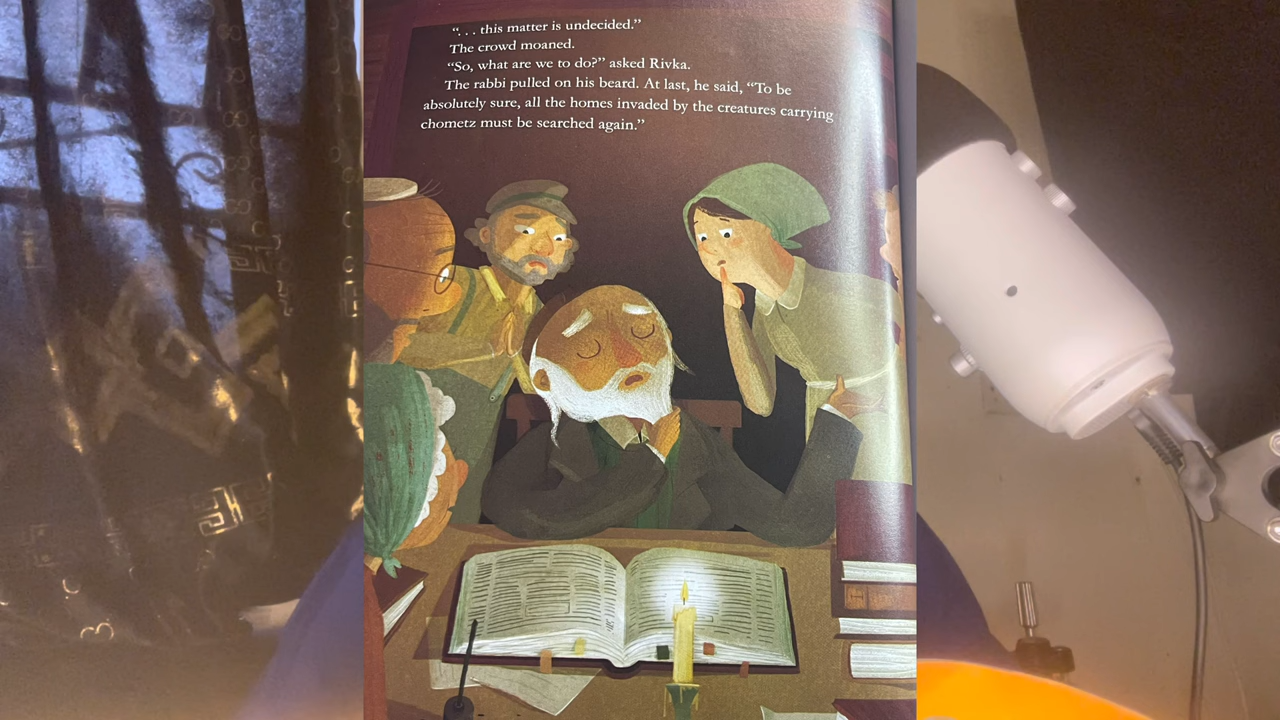 “. . . this matter is undecided.”
The crowd moaned.
“So, what are we to do?” asked Rivka.
The rabbi pulled on his beard. At last, he said, “To be
absolutely sure, all the homes invaded by the creatures carrying
chometz must be searched again.”